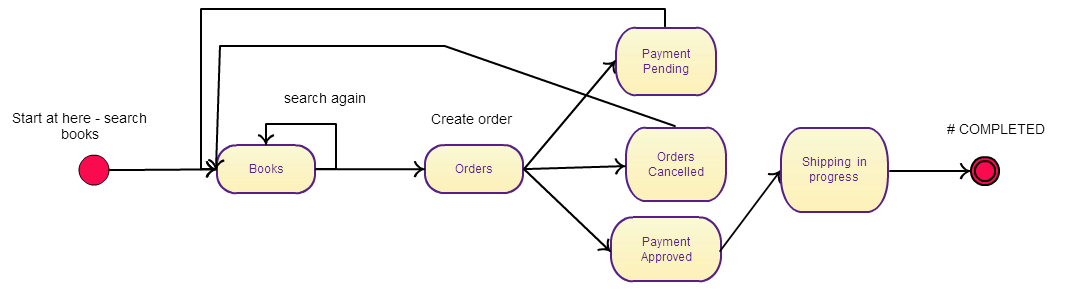 Start at here - search
books
Books
search again
Create order
Orders
Payment
Pending
Orders
Cancelled
Payment
Approved
Shipping in
progress
# COMPLETED